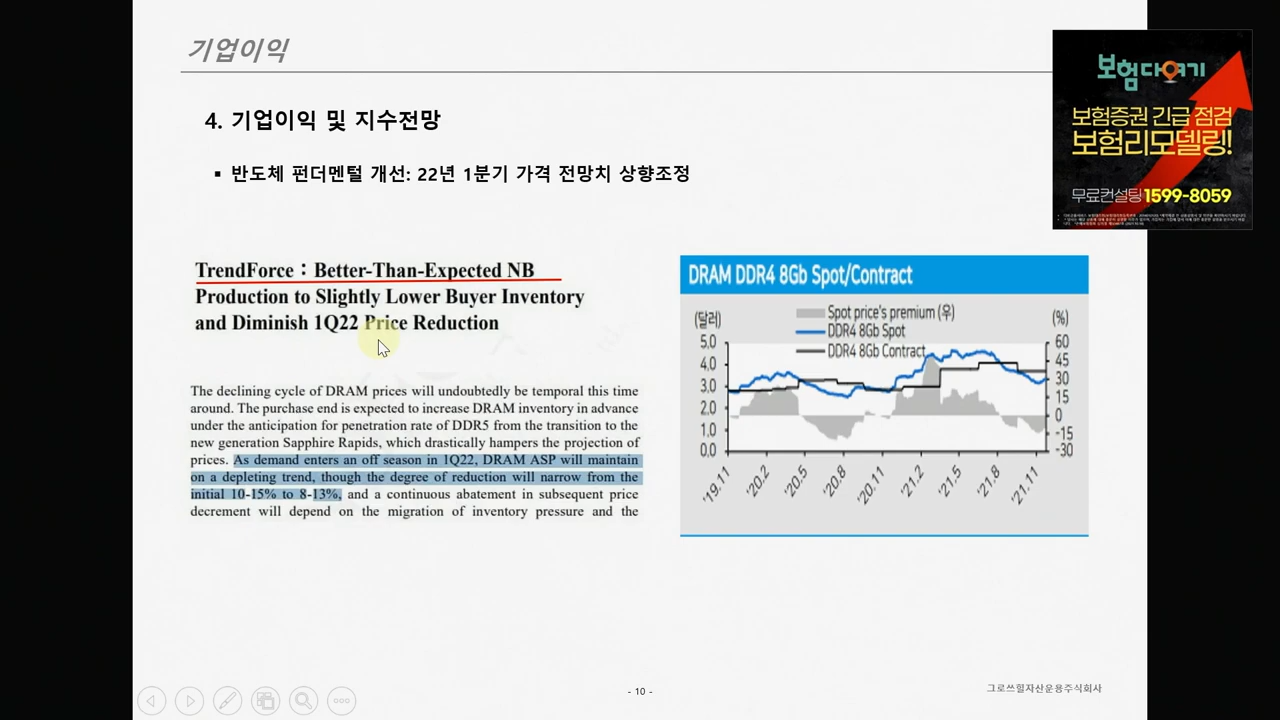 기업이익
4. 기업이익 및 지수전망
▪ 반도체 펀더멘털 개선: 22년 1분기 가격 전망치 상향조정
TrendForce : Better-Than-Expected NB
Production to Slightly Lower Buyer Inventory
and Diminish 1Q22 Price Reduction
The declining cycle of DRAM prices will undoubtedly be temporal this time
around. The purchase end is expected to increase DRAM inventory in advance
under the anticipation for penetration rate of DDR5 from the transition to the
new generation Sapphire Rapids, which drastically hampers the projection of
prices. As demand enters an off season in 1Q22, DRAM ASP will maintain
on a depleting trend, though the degree of reduction will narrow from the
initial 10-15% to 8-13%, and a continuous abatement in subsequent price
decrement will depend on the migration of inventory pressure and the
DRAM DDR4 8Gb Spot/Contract
(달러)
(%)
Spot price's premium (우)
DDR4 8Gb Spot
DDR4 8Gb Contract
5.0
4.0
3.0
2.0
1.0
0.0
60
45
30
15
0
-15
-30
'19.11
'20.2
'20.5
'20.8
'20.11
'21.2
'21.5
'21.8
'21.11
보험다여기
보험증권 긴급 점검
보험리모델링!
무료컨설팅 1599-8059
- 10 -
그로쓰힐자산운용주식회사